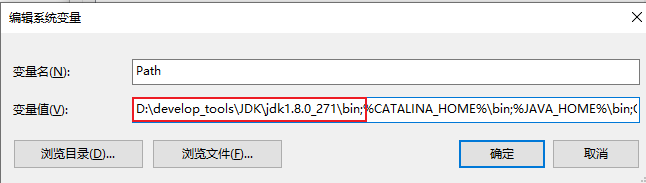 编辑系统变量
变量名(N):
Path
变量值(V):
D:\develop_tools\JDK\jdk1.8.0_271\bin;%CATALINA_HOME%\bin;%JAVA_HOME%\bin;
浏览目录(D)...
浏览文件(F)...
确定
取消